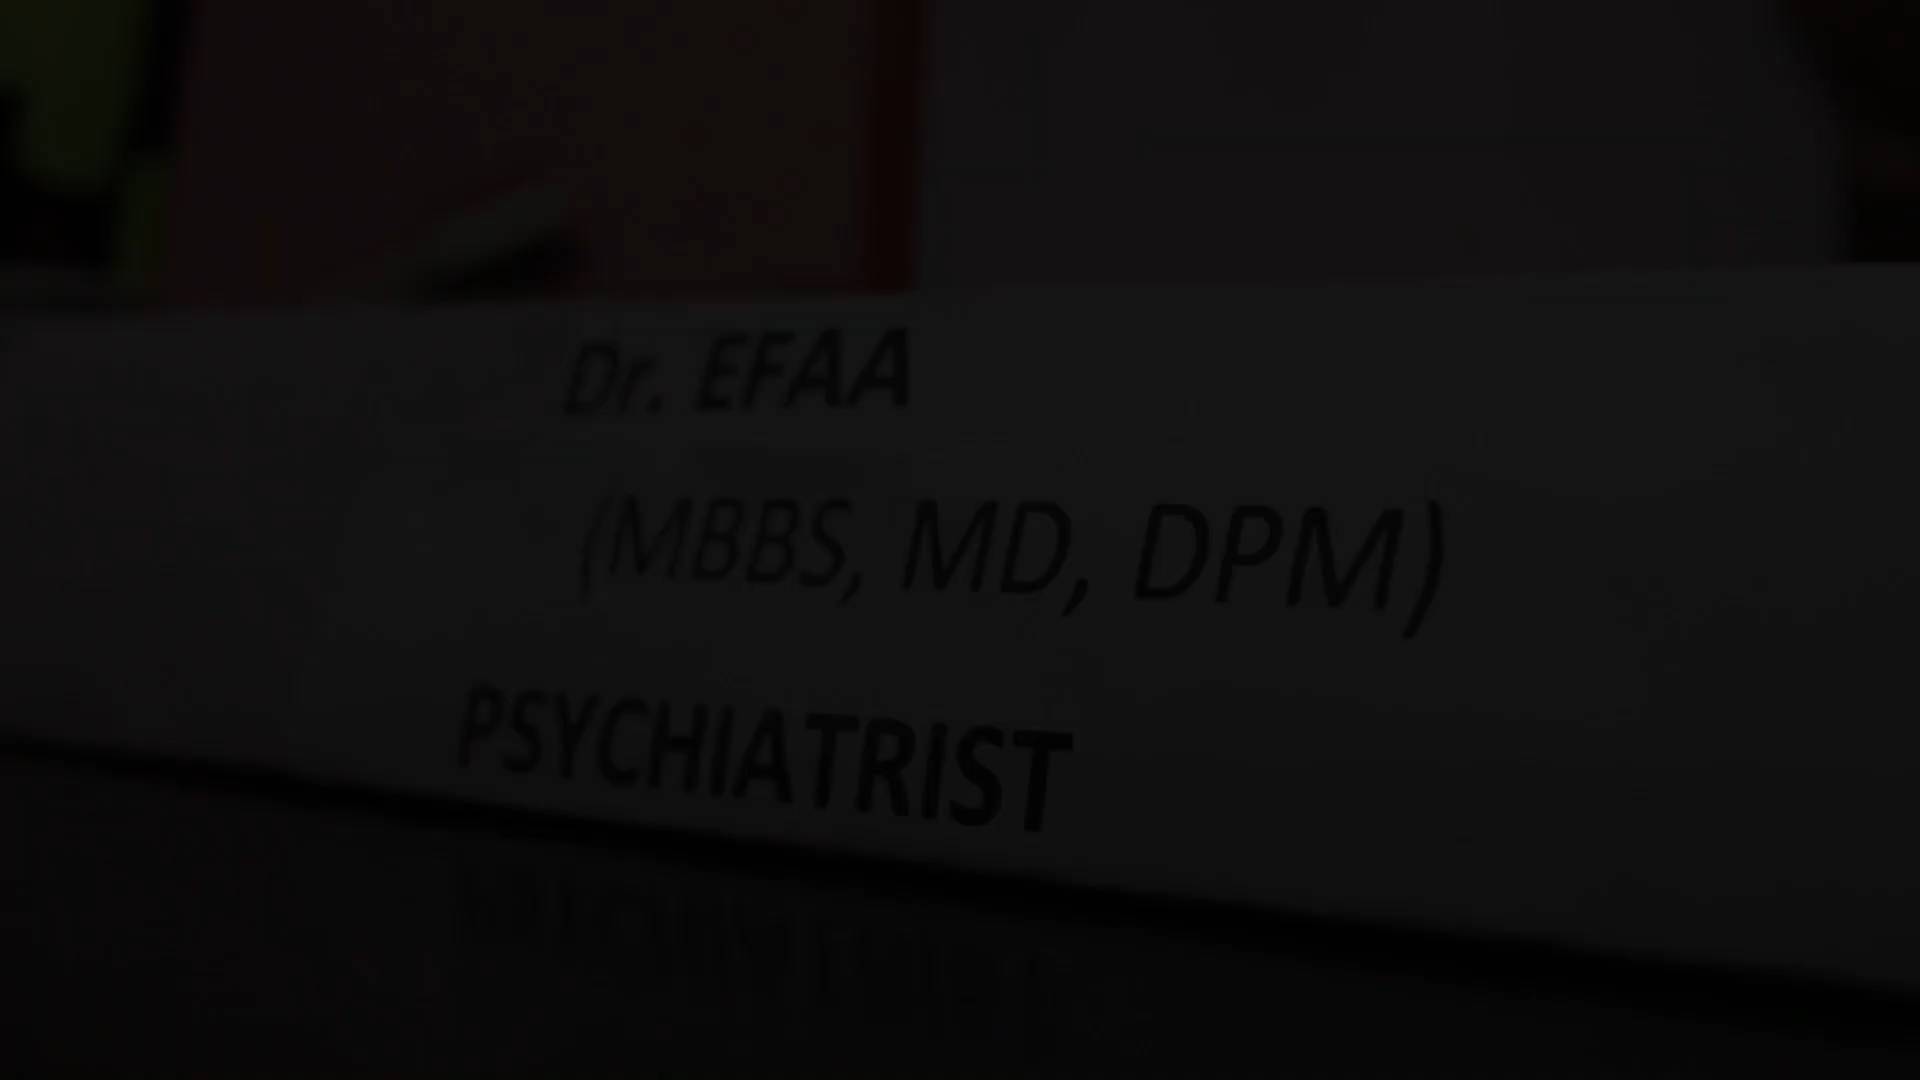 Dr. EFAA
(MBBS, MD, DPM)
PSYCHIATRIST